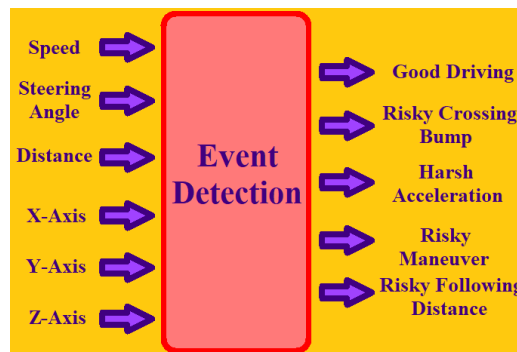 Speed
Steering
Angle
Distance
X-Axis
Y-Axis
Z-Axis
Event
Detection
Good Driving
Risky Crossing
Bump
Harsh
Acceleration
Risky
Maneuver
Risky Following
Distance